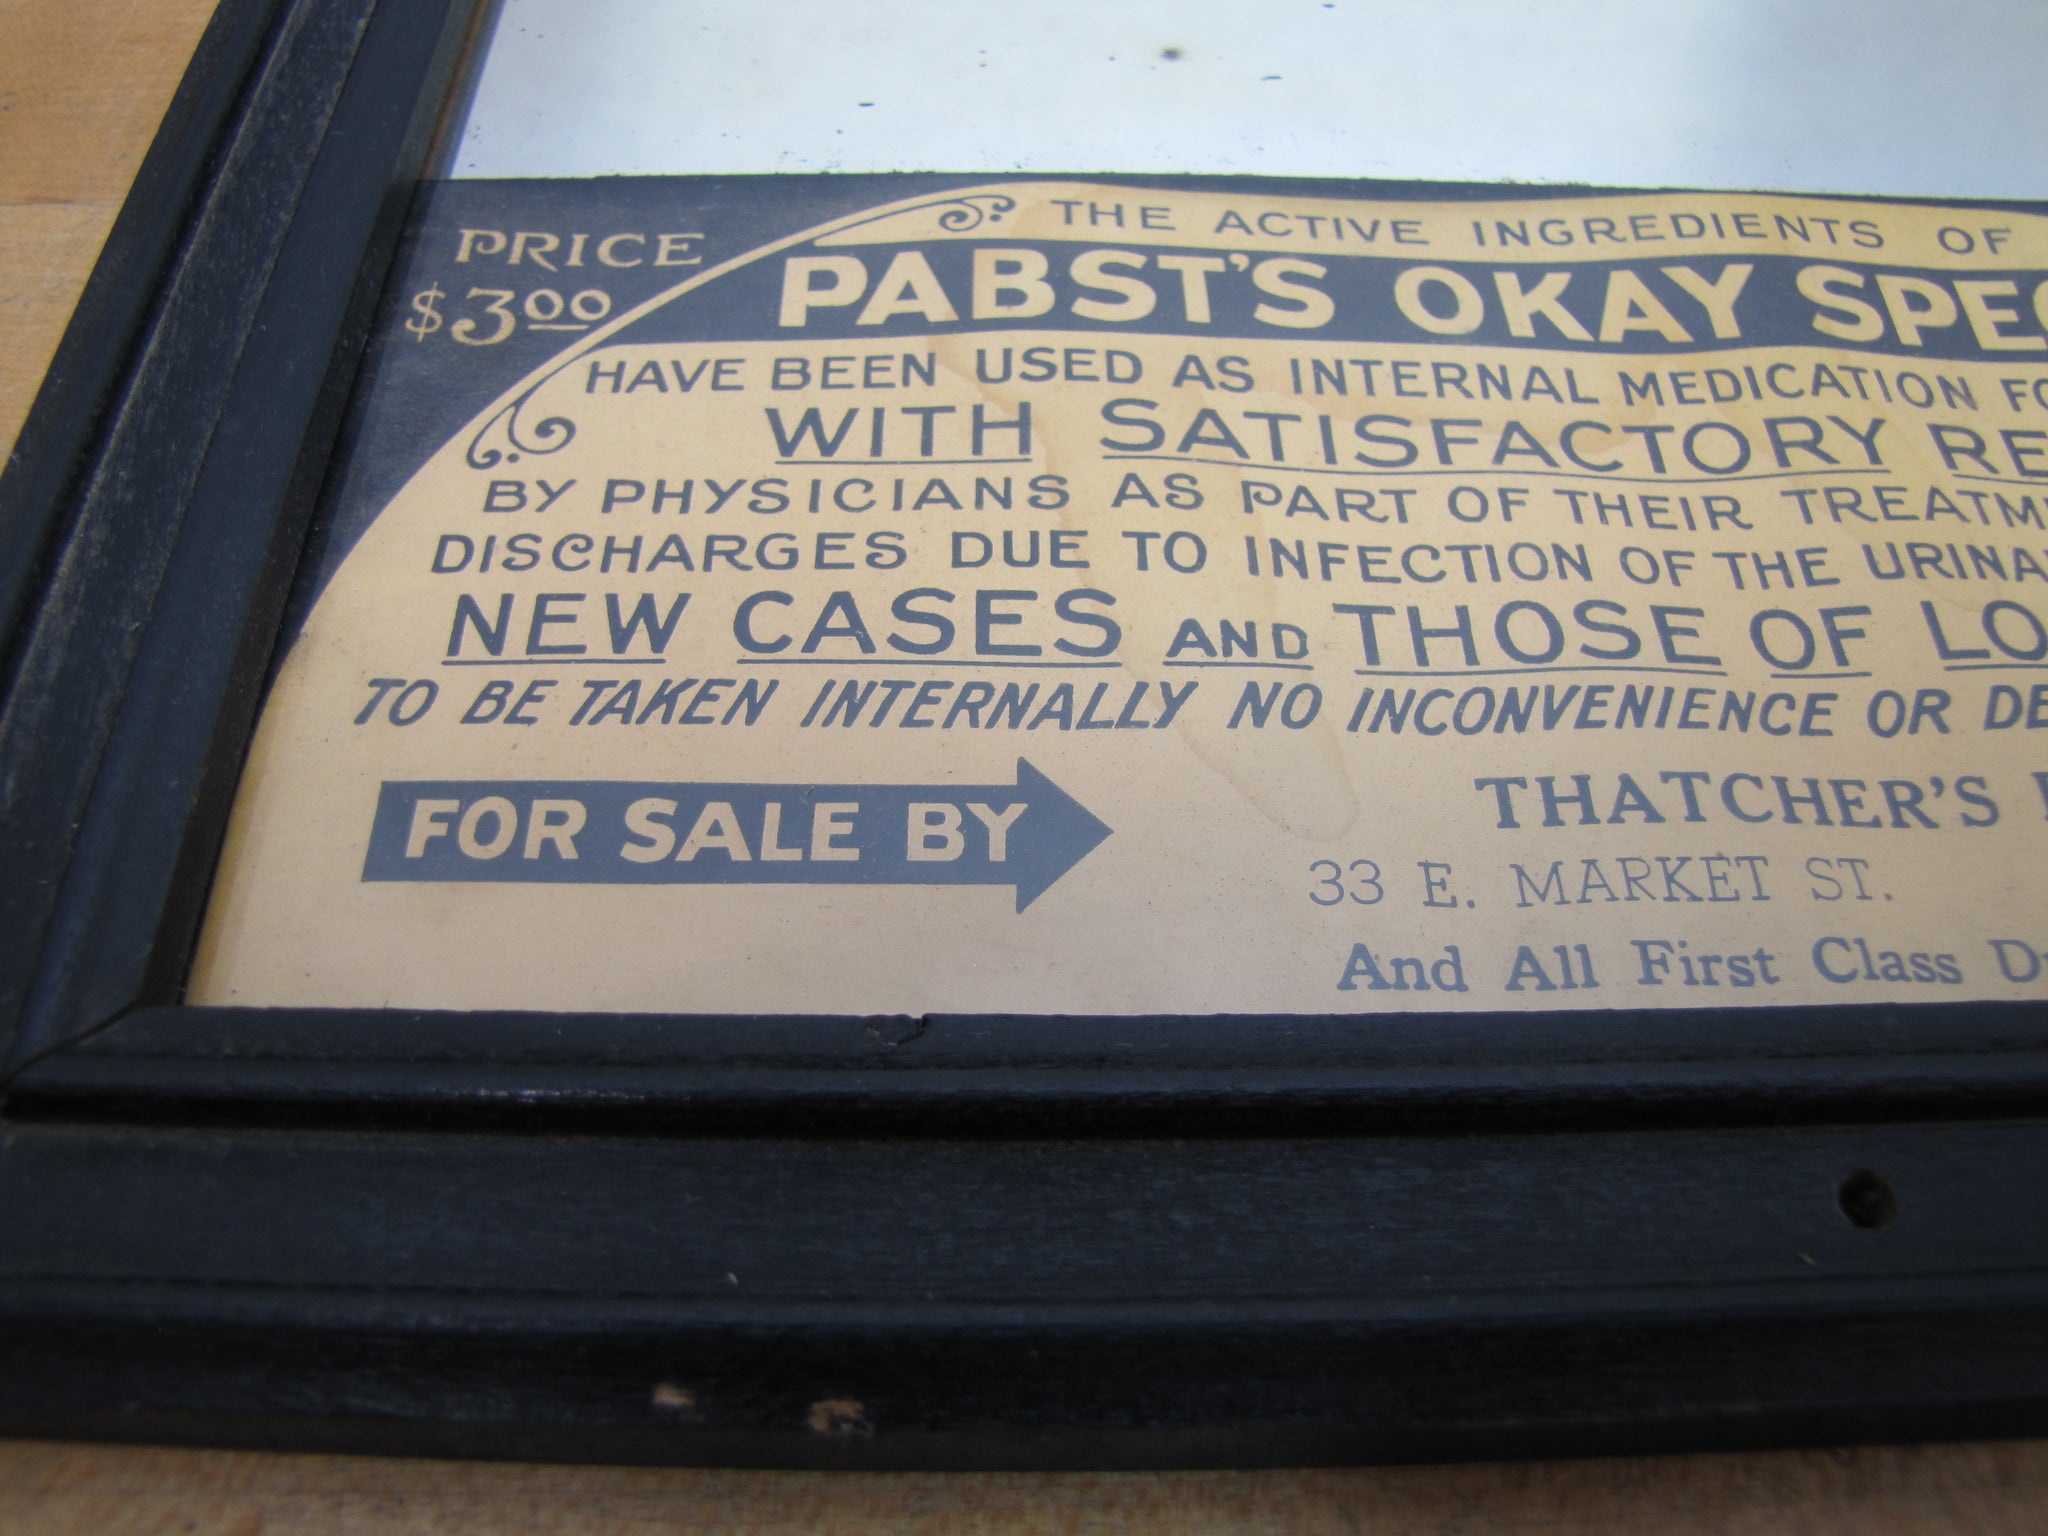 PRICE
$3.00
THE ACTIVE INGREDIENTS OF
PABST'S OKAY
HAVE BEEN USED AS INTERNAL MEDICATION
WITH SATISFACTORY
BY PHYSICIANS AS PART OF THEIR
DISCHARGES DUE TO INFECTION OF THE
NEW CASES AND THOSE OF
TO BE TAKEN INTERNALLY NO INCONVENIENCE OR
FOR SALE BY
THATCHER'S
33 E. MARKET ST.
And All First Class